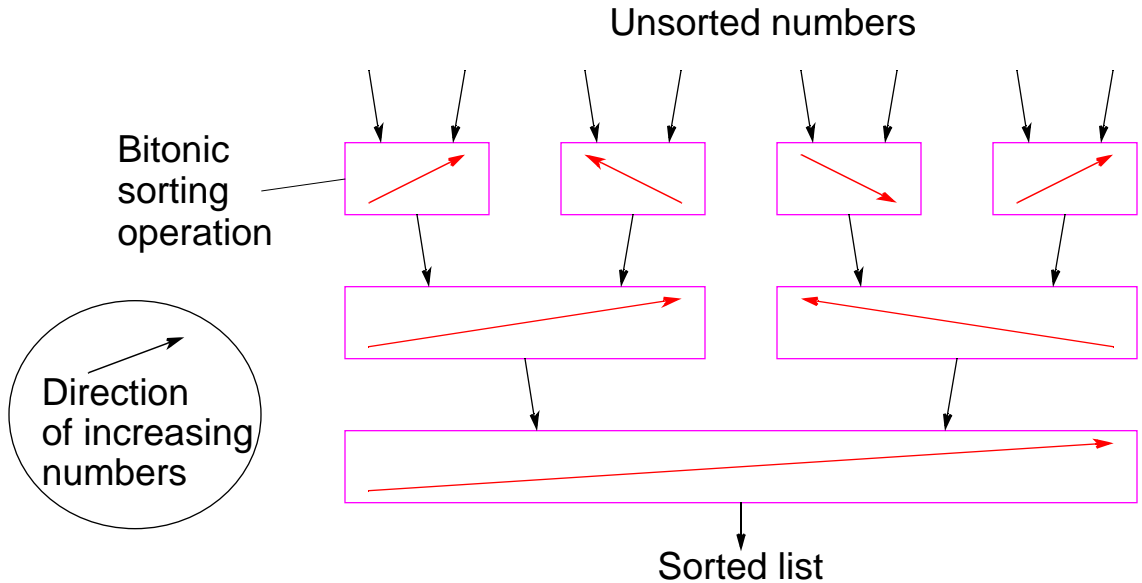 Unsorted numbers
Bitonic
sorting
operation
Direction
of increasing
numbers
Sorted list